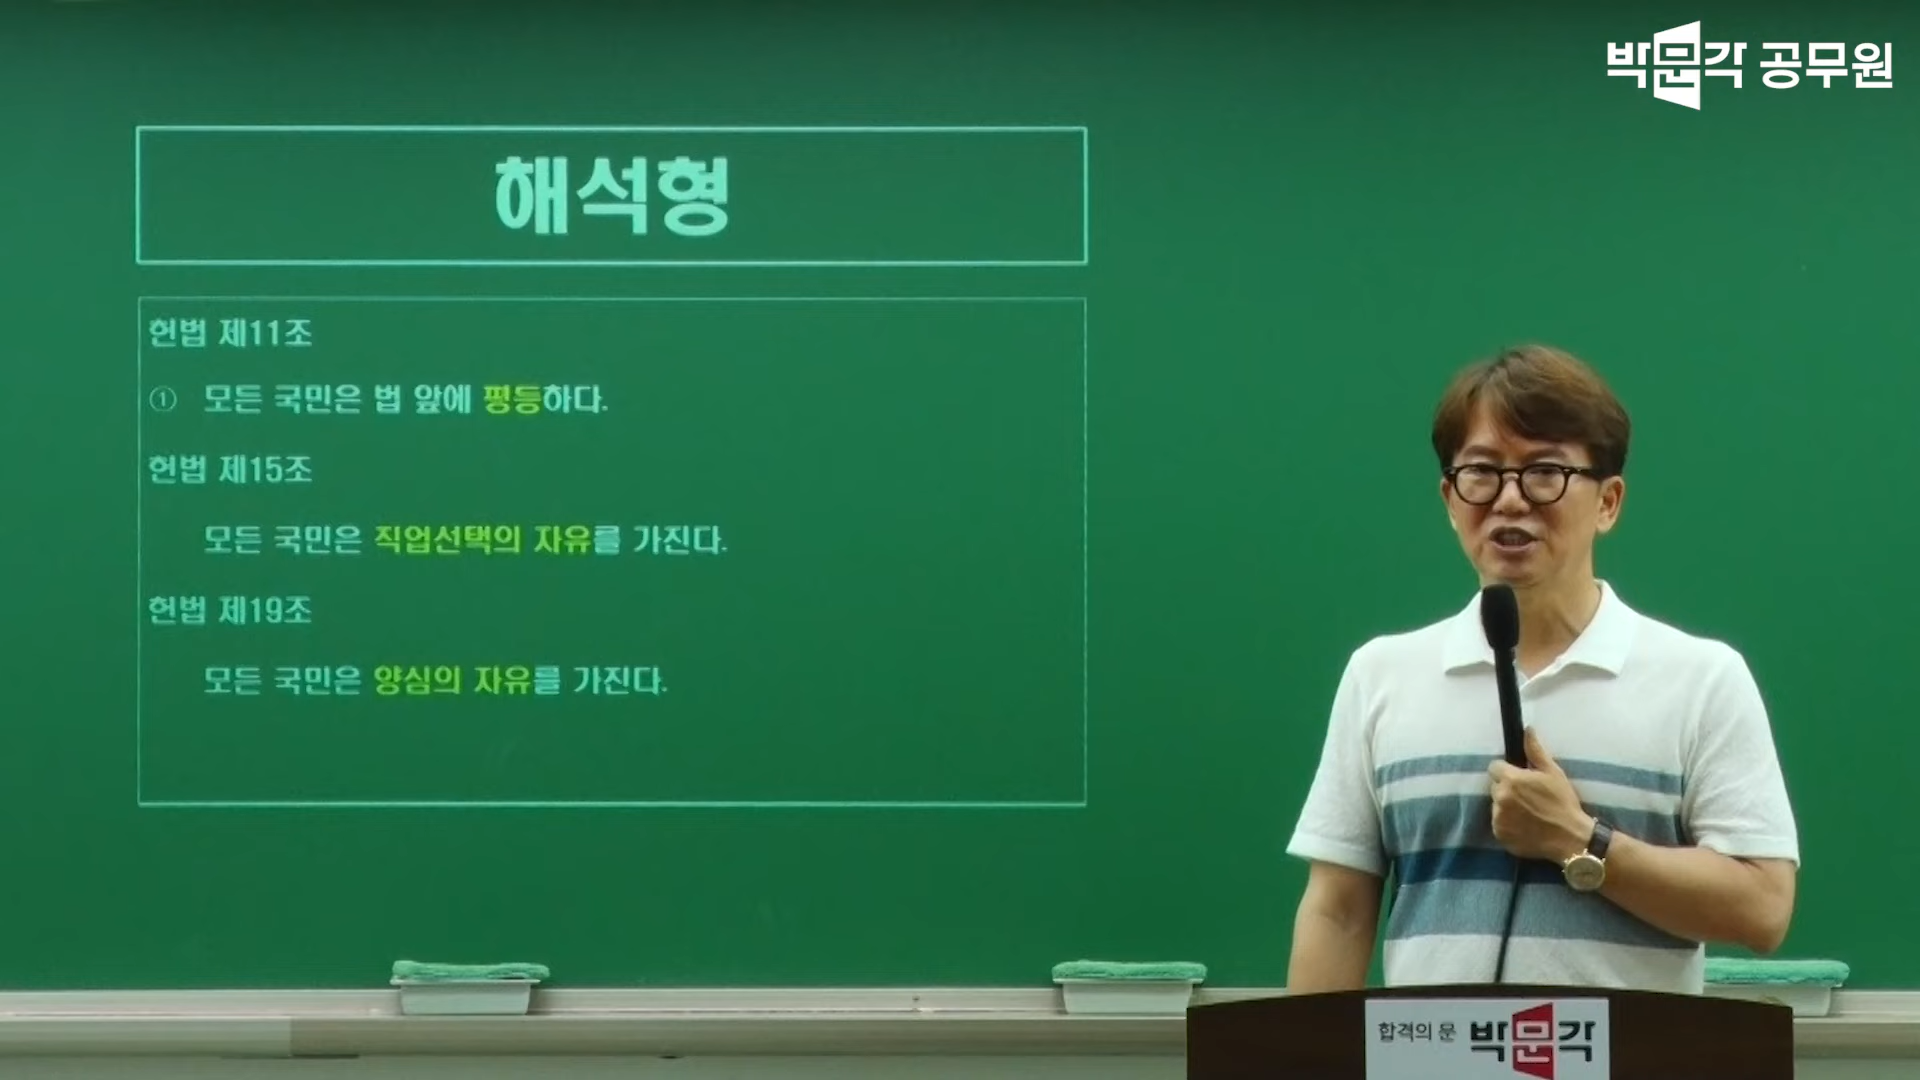 박문각 공무원
해석형
헌법 제11조
① 모든 국민은 법 앞에 평등하다.
헌법 제15조
모든 국민은 직업선택의 자유를 가진다.
헌법 제19조
모든 국민은 양심의 자유를 가진다.
합격의 문 박문각